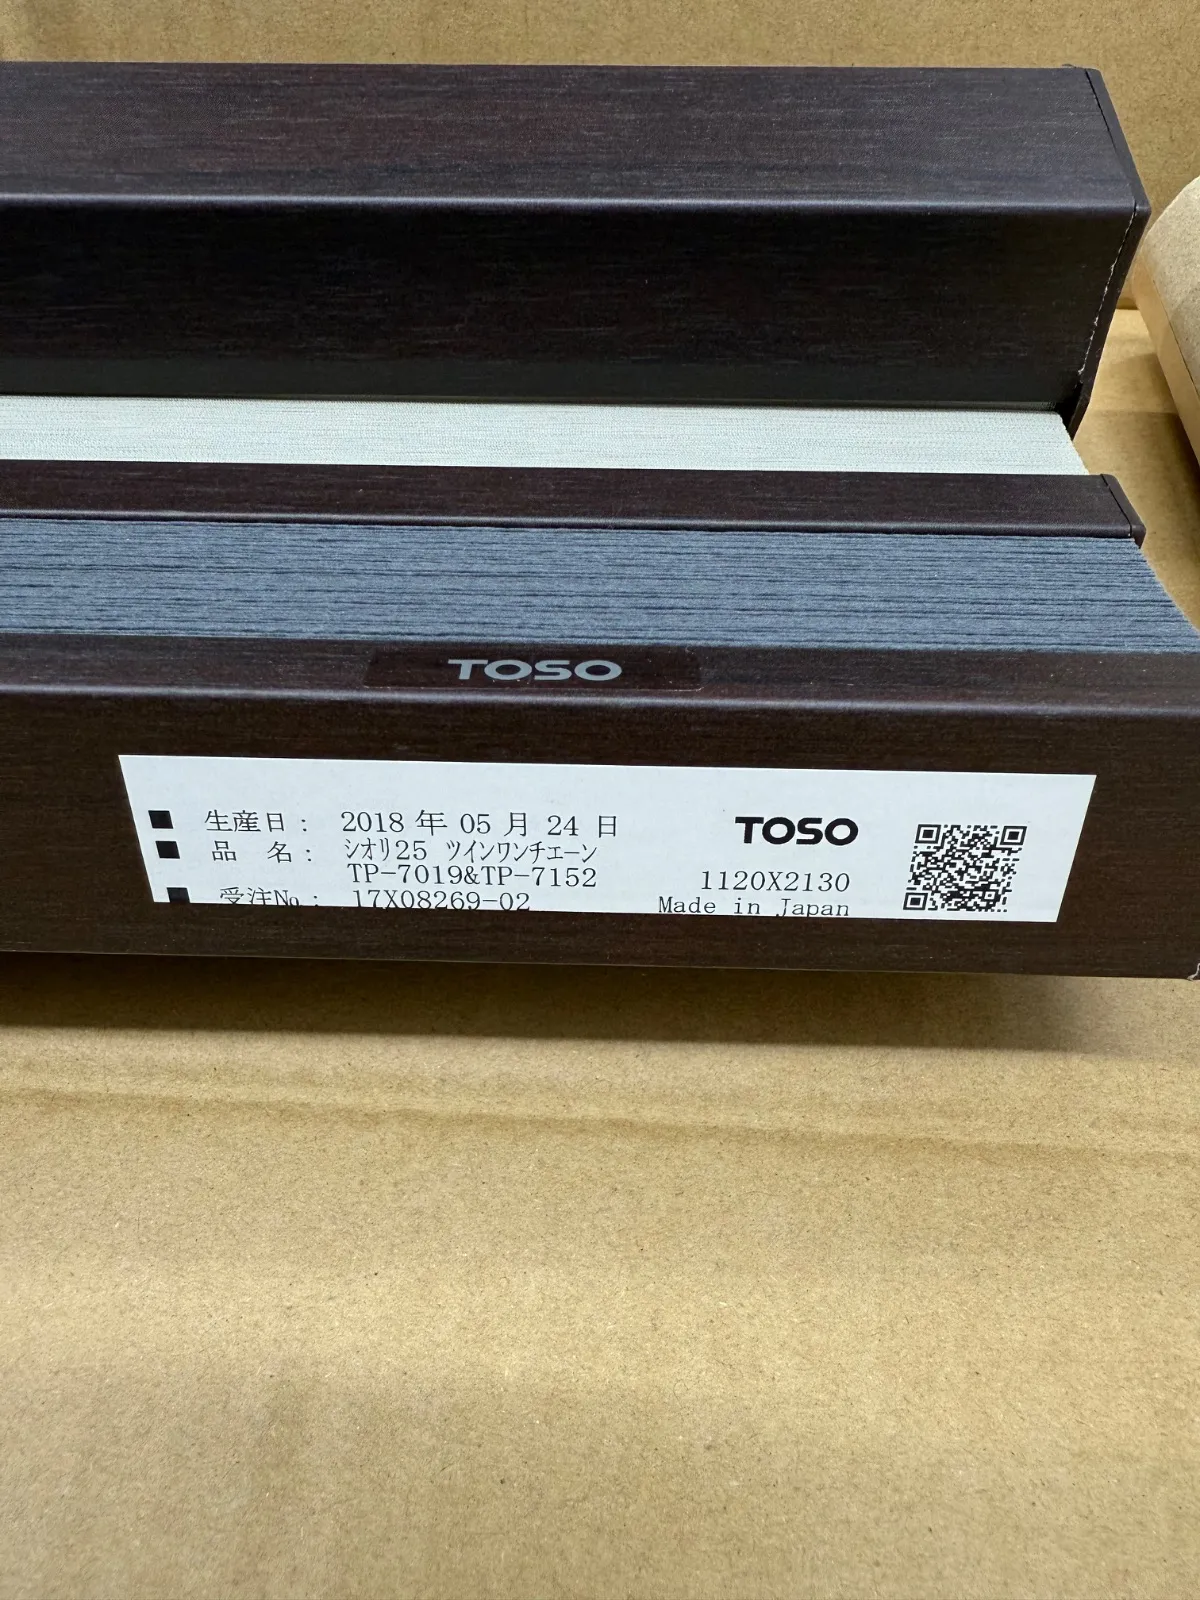 TOSO
生産日： 2018 年 05 月 24 日
TOSO
品　名： ｼｵﾘ25 ﾂｲﾝﾜﾝﾁｪｰﾝ
TP-7019&TP-7152 1120X2130
受注№： 17X08269-02 Made in Japan